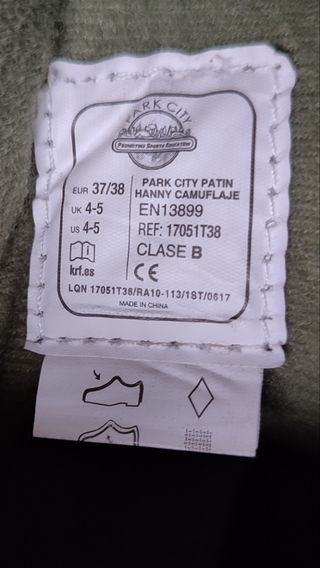 PARK CITY
PROMOTING SPORTS EDUCATION
EUR 37/38
UK 4-5
US 4-5
krf.es
PARK CITY PATIN
HANNY CAMUFLAJE
EN13899
REF: 17051T38
CLASE B
CE
LQN 17051T38/RA10-113/1ST/0617
MADE IN CHINA